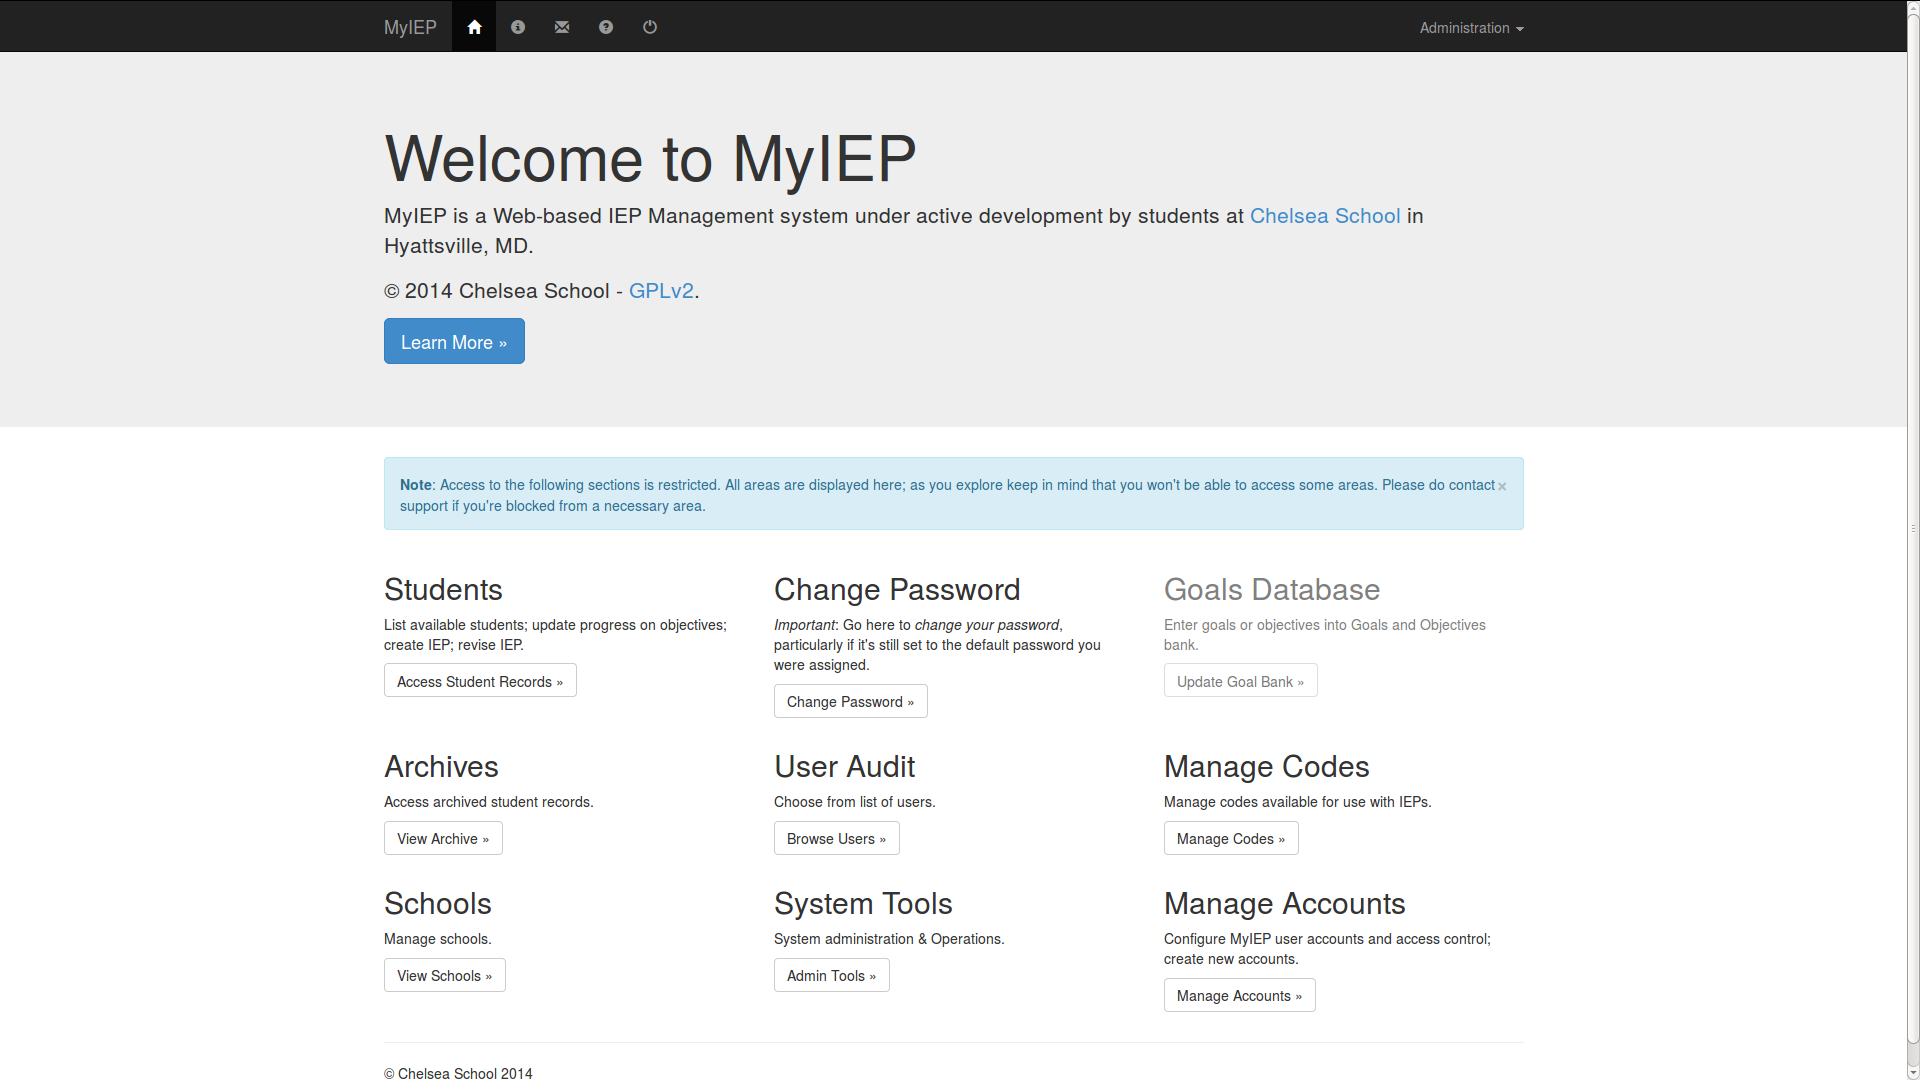 MyIEP
Administration
Welcome to MyIEP
MyIEP is a Web-based IEP Management system under active development by students at Chelsea School in
Hyattsville, MD.
© 2014 Chelsea School - GPLv2.
Learn More »
Note: Access to the following sections is restricted. All areas are displayed here; as you explore keep in mind that you won't be able to access some areas. Please do contact ×
support if you're blocked from a necessary area.
Students
List available students; update progress on objectives;
create IEP; revise IEP.
Access Student Records »
Change Password
Important: Go here to change your password,
particularly if it's still set to the default password you
were assigned.
Change Password »
Goals Database
Enter goals or objectives into Goals and Objectives
bank.
Update Goal Bank »
Archives
Access archived student records.
View Archive »
User Audit
Choose from list of users.
Browse Users »
Manage Codes
Manage codes available for use with IEPs.
Manage Codes »
Schools
Manage schools.
View Schools »
System Tools
System administration & Operations.
Admin Tools »
Manage Accounts
Configure MyIEP user accounts and access control;
create new accounts.
Manage Accounts »
© Chelsea School 2014